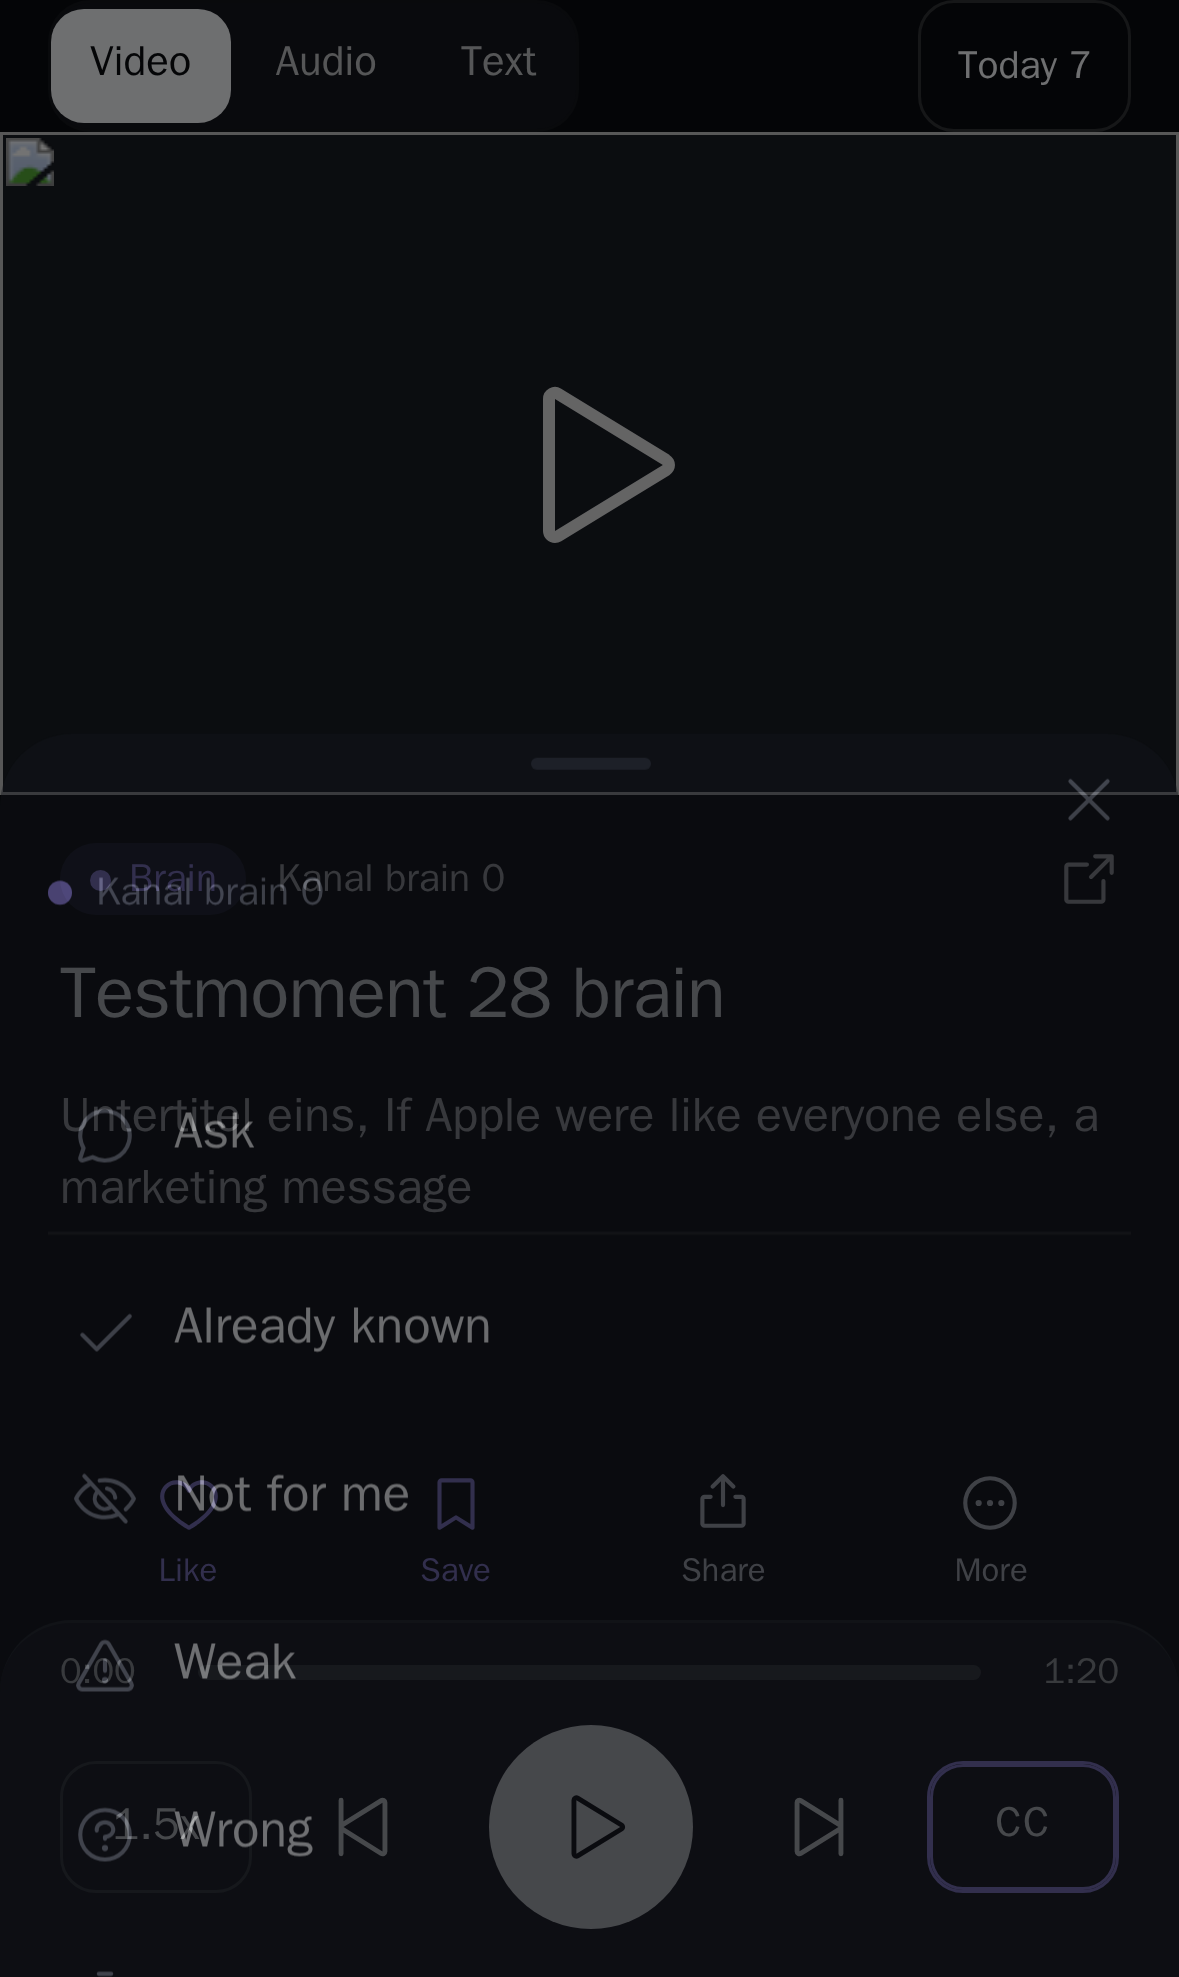 Video
Audio
Text
Today 7
Brain
Kanal brain 0
Kanal brain 0
Testmoment 28 brain
Untertitel eins, If Apple were like everyone else, a
marketing message
Ask
Already known
Not for me
Like
Save
Share
More
Weak
0:00
1:20
1.5x
Wrong
CC